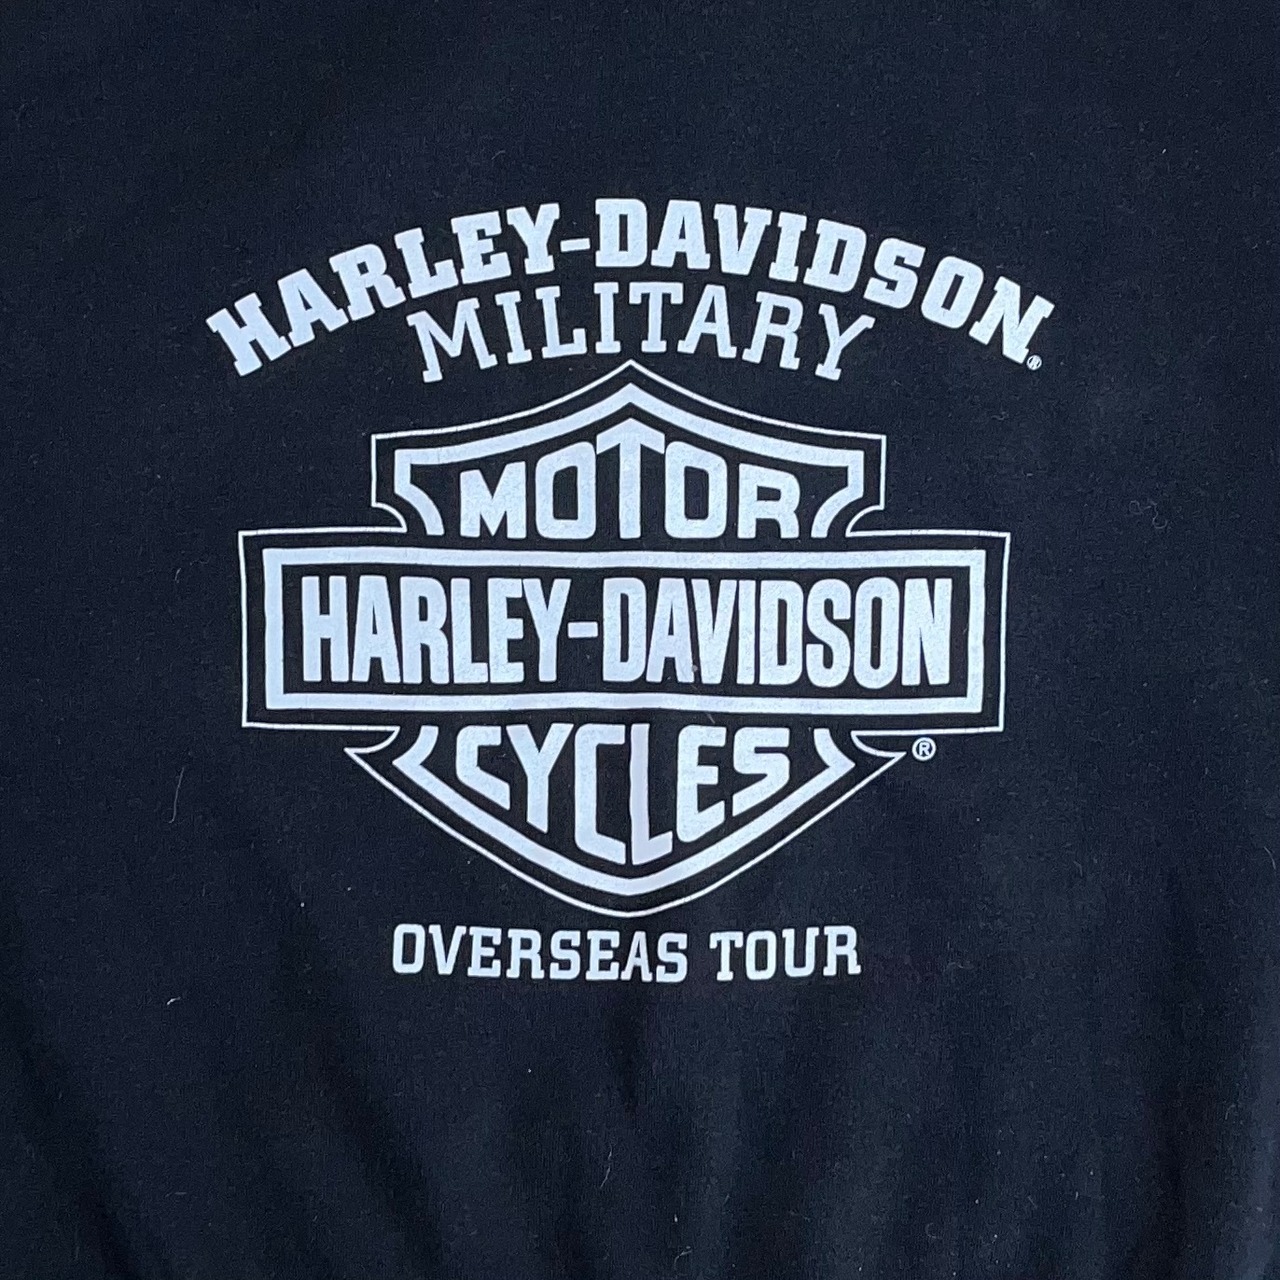 HARLEY-DAVIDSON®
MILITARY
MOTOR
HARLEY-DAVIDSON
CYCLES
®
OVERSEAS TOUR